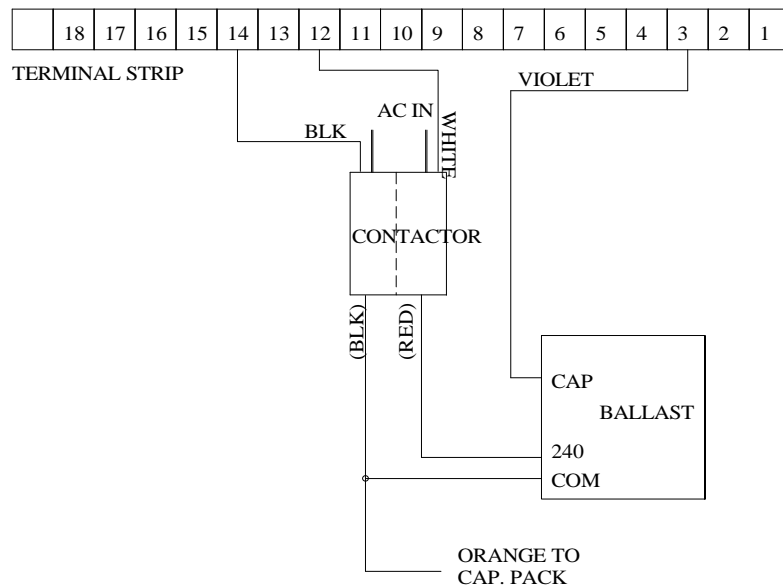 18 17 16 15 14 13 12 11 10 9 8 7 6 5 4 3 2 1
TERMINAL STRIP
VIOLET
AC IN
BLK
WHITE
CONTACTOR
(BLK)
(RED)
CAP
BALLAST
240
COM
ORANGE TO
CAP. PACK